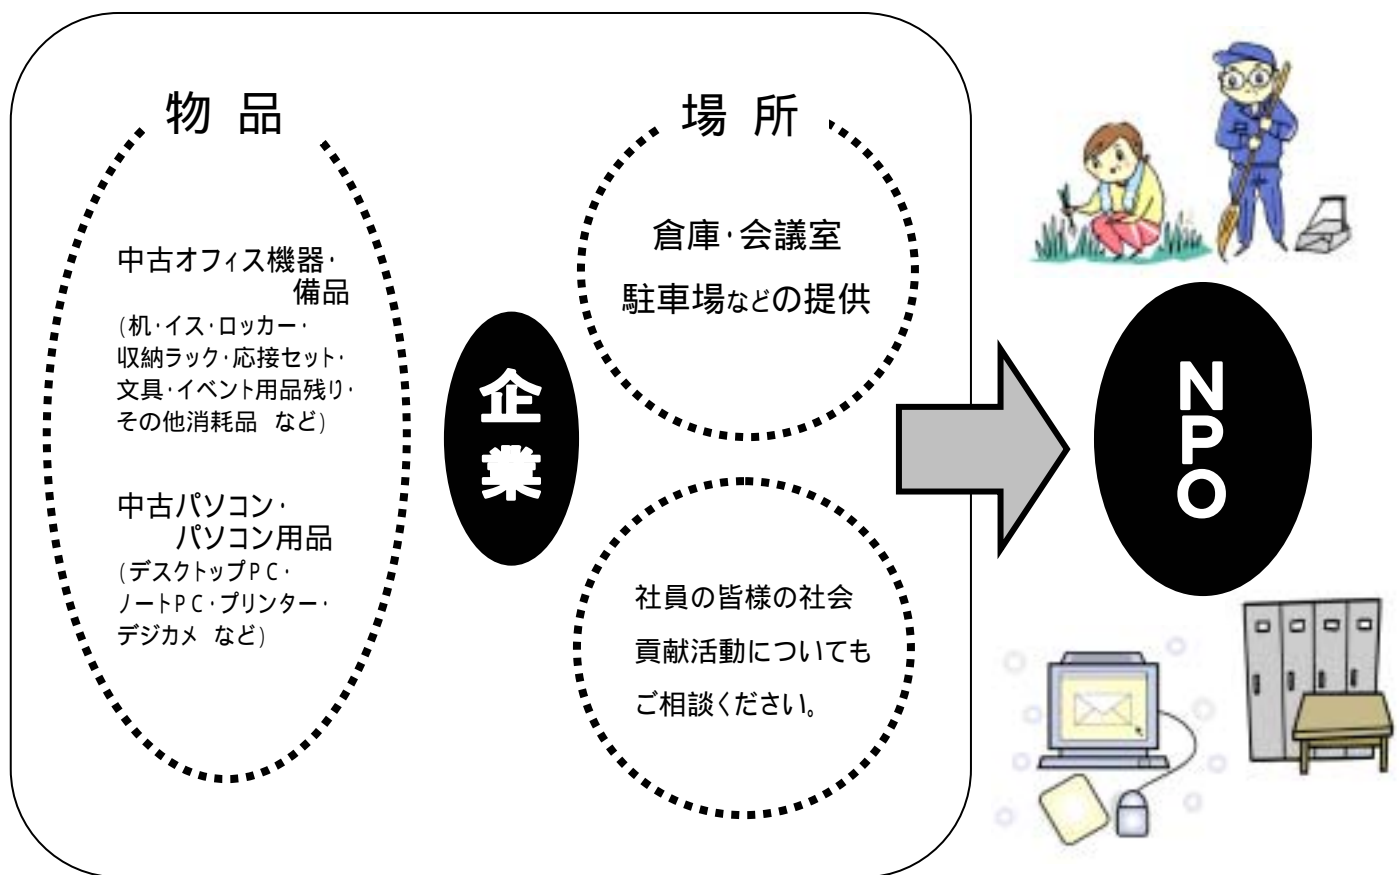 物 品
中古オフィス機器・
備品
(机・イス・ロッカー・
収納ラック・応接セット・
文具・イベント用品残り・
その他消耗品 など)
中古パソコン・
パソコン用品
(デスクトップPC・
ノートPC・プリンター・
デジカメ など)
企
業
場 所
倉庫・会議室
駐車場などの提供
社員の皆様の社会
貢献活動についても
ご相談ください。
N
P
O